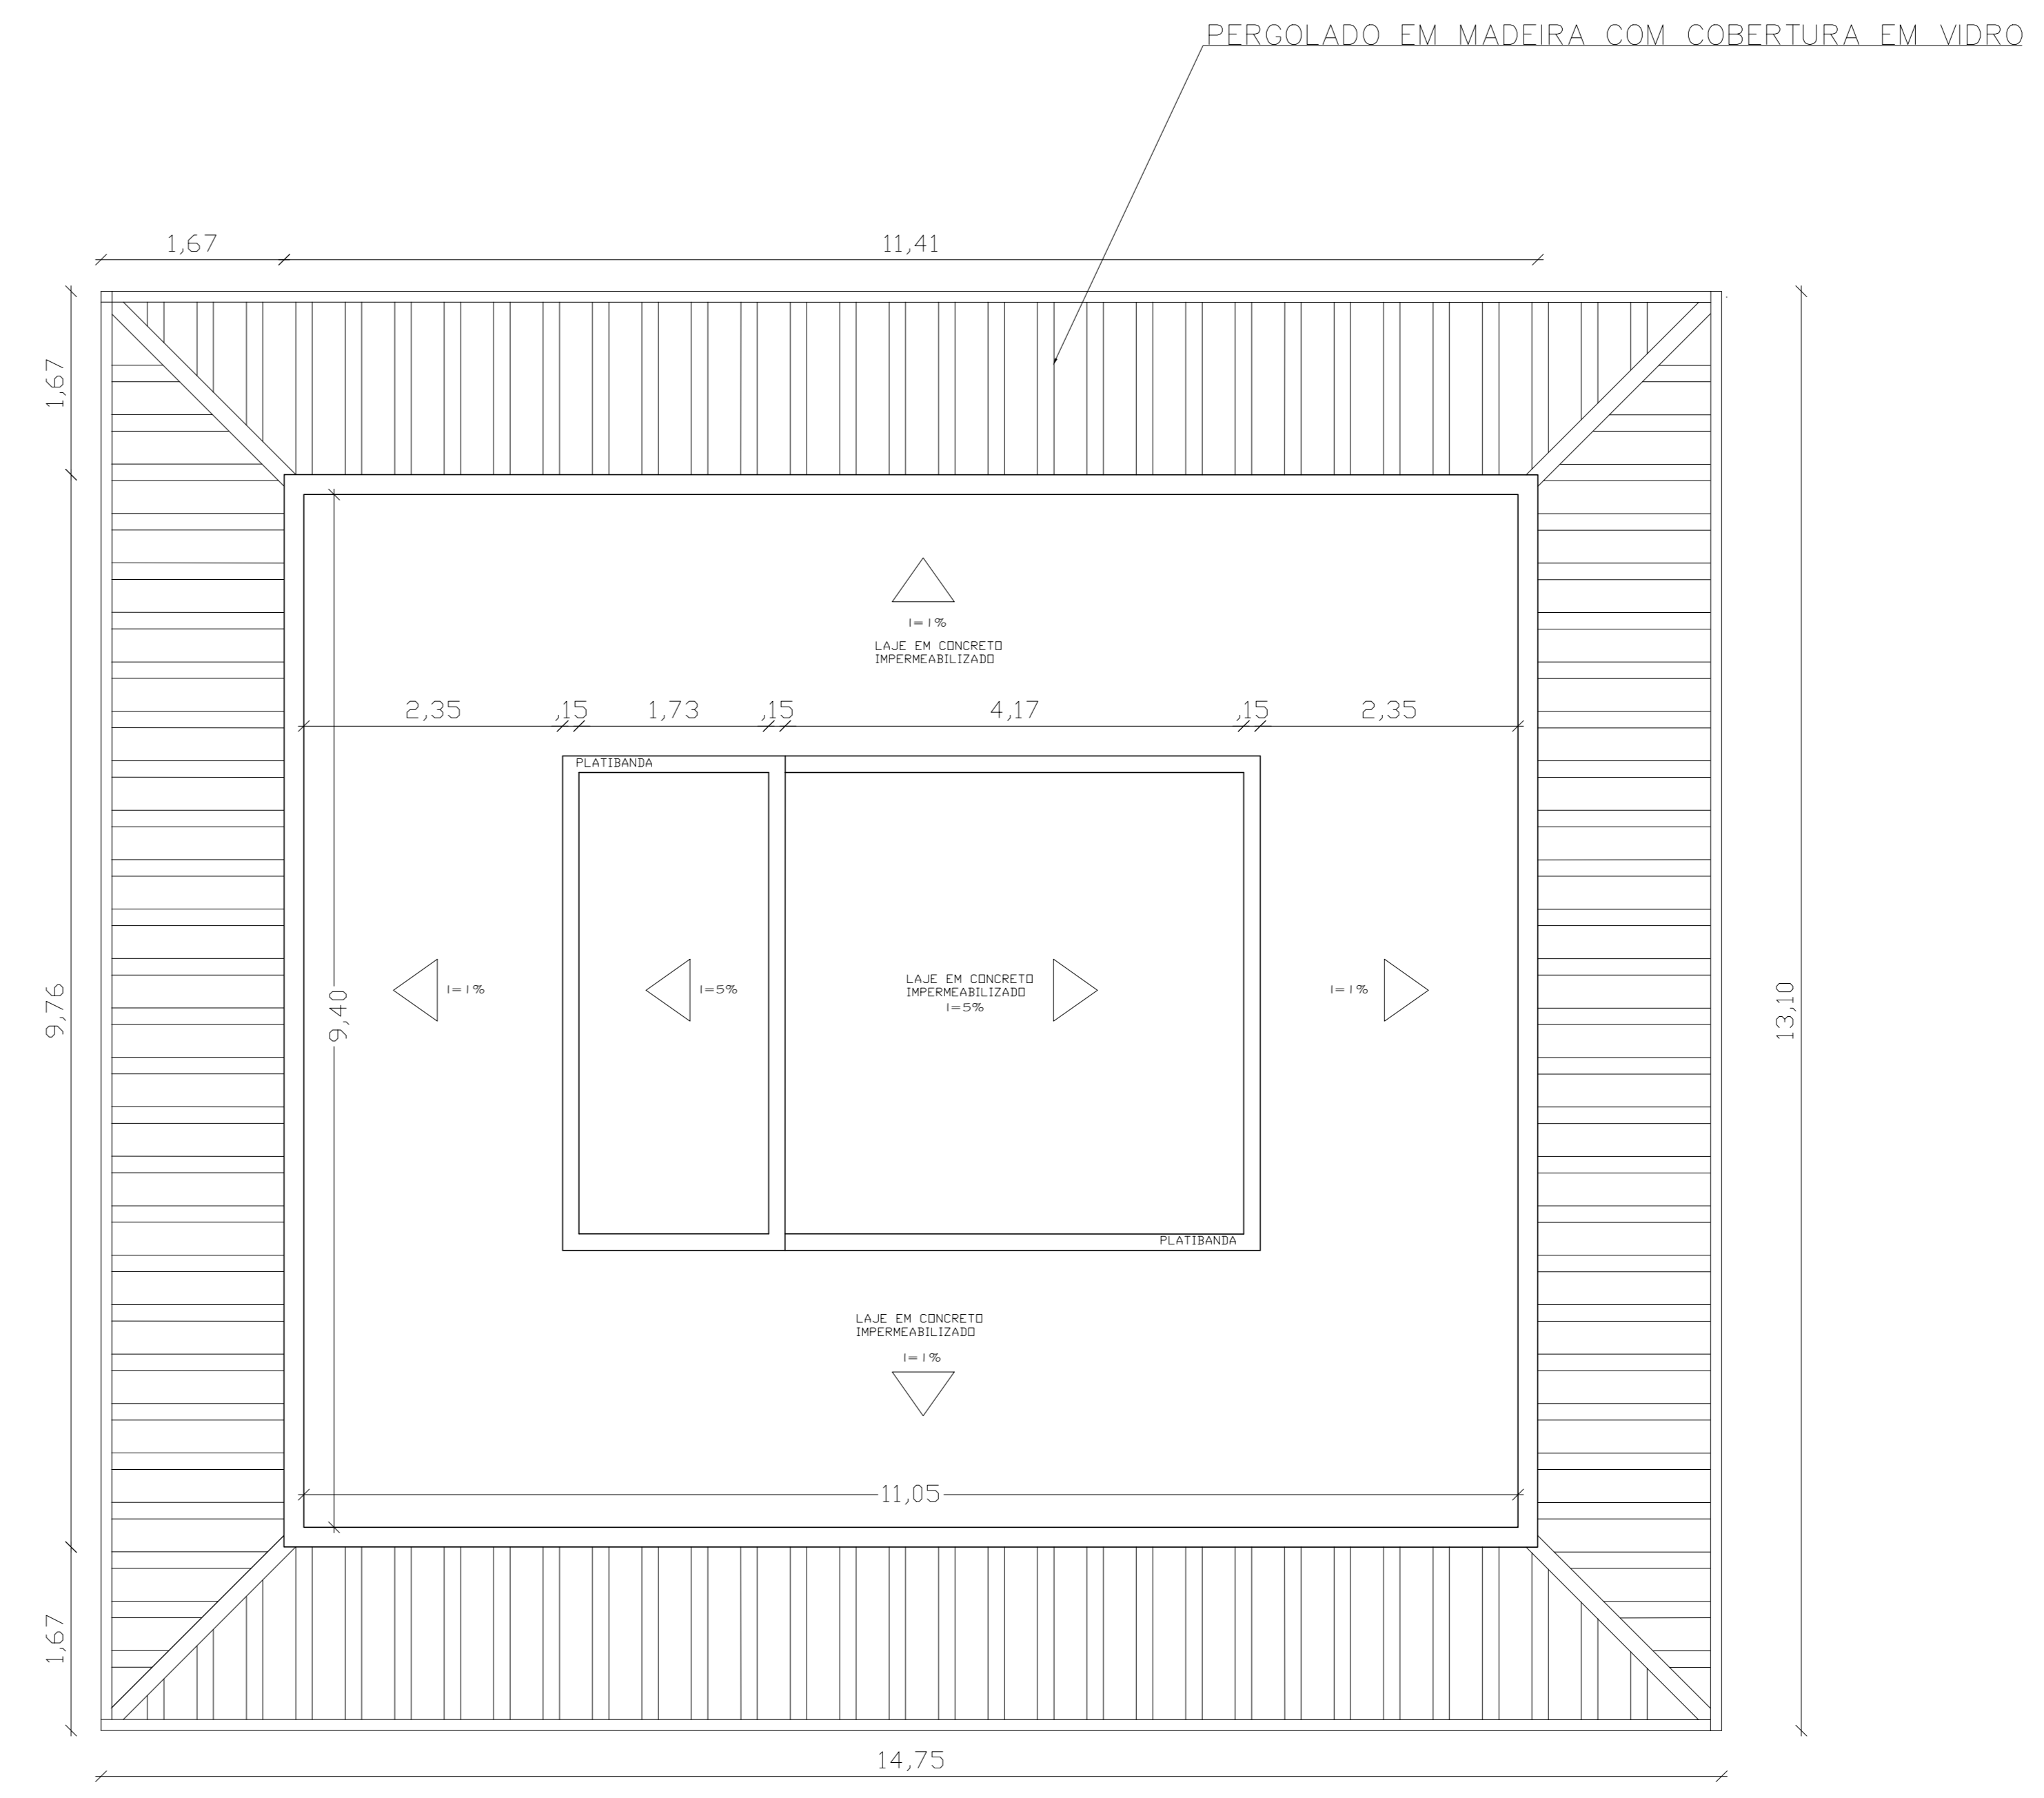 PERGOLADO EM MADEIRA COM COBERTURA EM VIDRO
1,67
11,41
1,67
I=1%
LAJE EM CONCRETO
IMPERMEABILIZADO
2,35
,15
1,73
,15
4,17
,15
2,35
PLATIBANDA
9,76
9,40
I=1%
I=5%
LAJE EM CONCRETO
IMPERMEABILIZADO
I=5%
I=1%
13,10
PLATIBANDA
LAJE EM CONCRETO
IMPERMEABILIZADO
I=1%
11,05
1,67
14,75